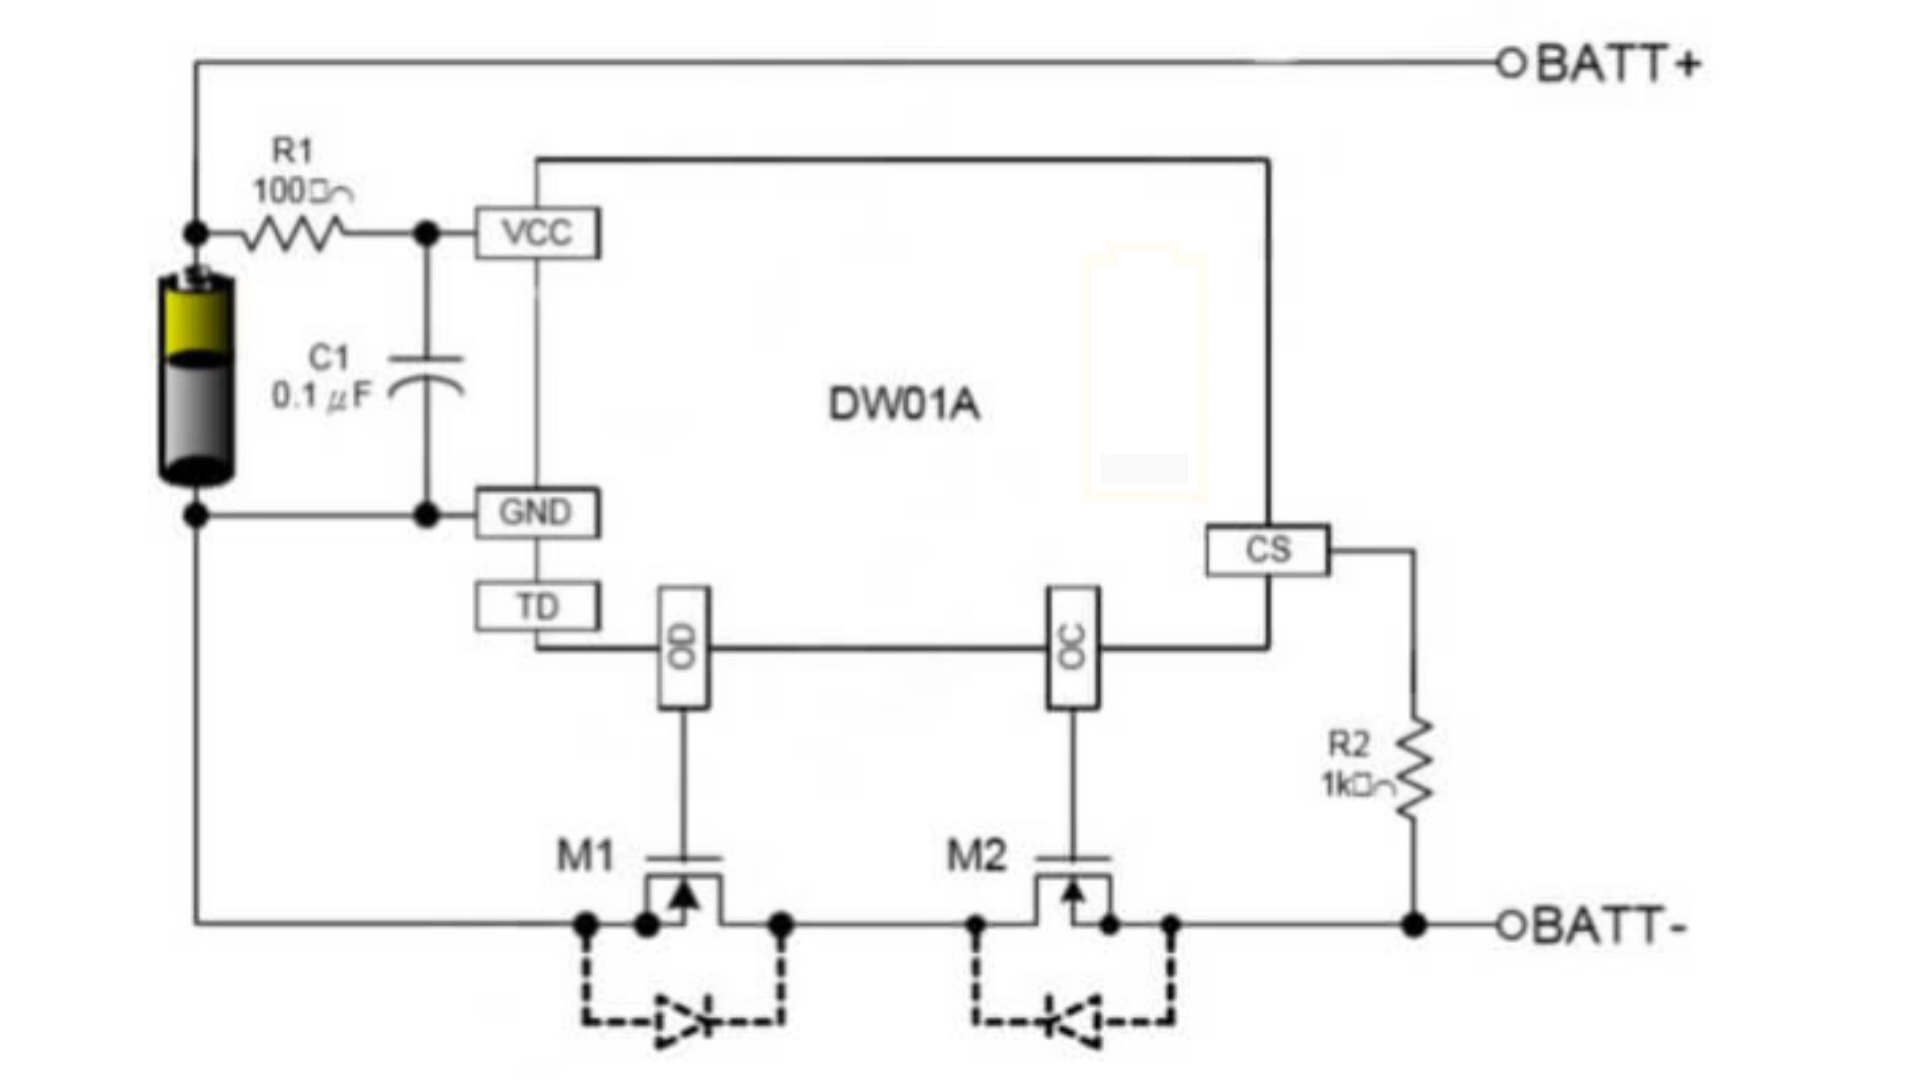 BATT+
R1
100□⌒
VCC
C1
0.1 μF
DW01A
GND
CS
TD
OD
OC
R2
1k□⌒
M1
M2
BATT-